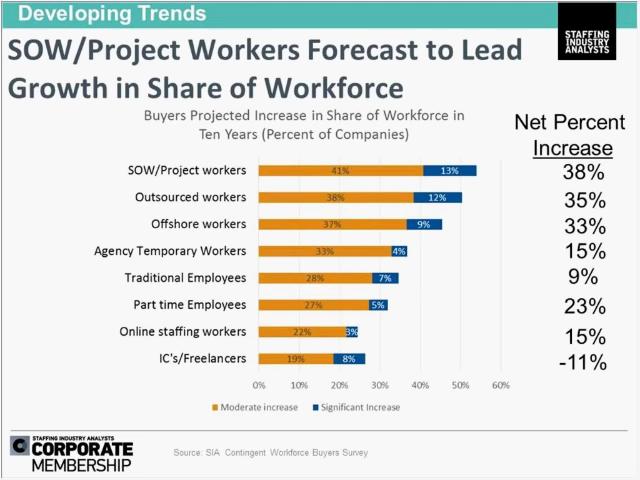 Developing Trends
STAFFING
INDUSTRY
ANALYSTS
SOW/Project Workers Forecast to Lead
Growth in Share of Workforce
Buyers Projected Increase in Share of Workforce in
Ten Years (Percent of Companies)
Net Percent
Increase
SOW/Project workers 41% 13% 38%
Outsourced workers 38% 12% 35%
Offshore workers 37% 9% 33%
Agency Temporary Workers 33% 4% 15%
Traditional Employees 28% 7% 9%
Part time Employees 27% 5% 23%
Online staffing workers 22% 3% 15%
IC's/Freelancers 19% 8% -11%
0% 10% 20% 30% 40% 50% 60%
Moderate increase Significant Increase
STAFFING INDUSTRY ANALYSTS
C CORPORATE
MEMBERSHIP
Source: SIA Contingent Workforce Buyers Survey